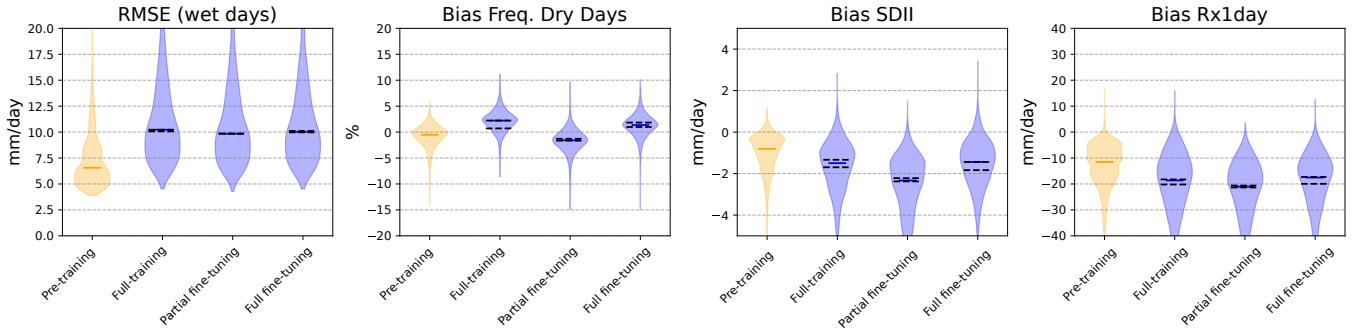 RMSE (wet days)
mm/day
20.0
17.5
15.0
12.5
10.0
7.5
5.0
2.5
0.0
Pre-training
Full-training
Partial fine-tuning
Full fine-tuning
Bias Freq. Dry Days
%
20
15
10
5
0
−5
−10
−15
−20
Pre-training
Full-training
Partial fine-tuning
Full fine-tuning
Bias SDII
mm/day
4
2
0
−2
−4
Pre-training
Full-training
Partial fine-tuning
Full fine-tuning
Bias Rx1day
mm/day
40
30
20
10
0
−10
−20
−30
−40
Pre-training
Full-training
Partial fine-tuning
Full fine-tuning